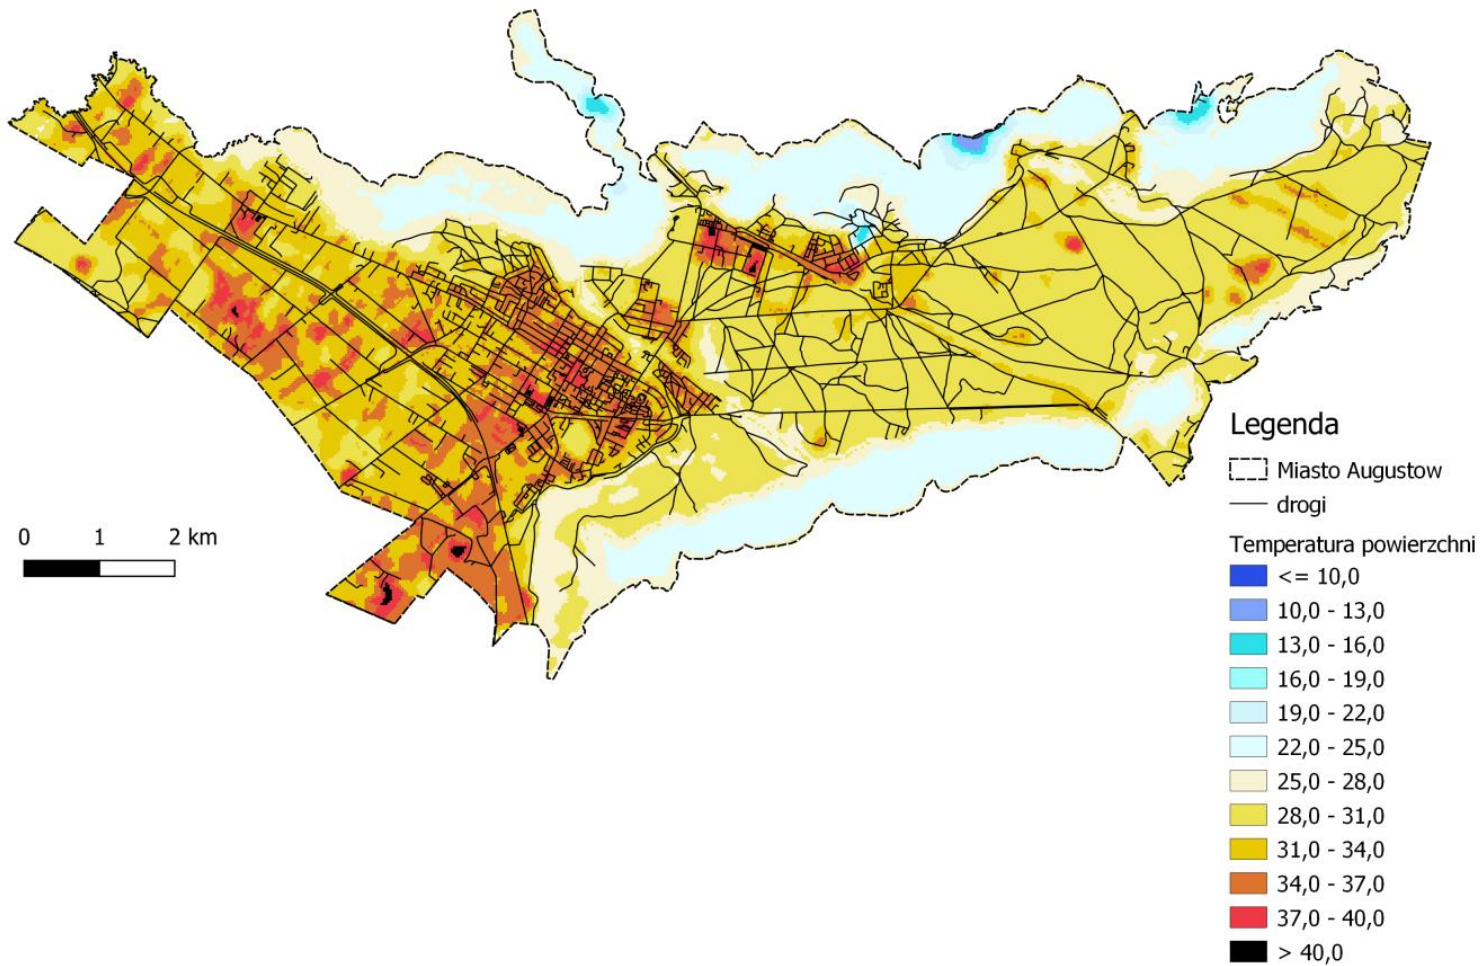 Legenda
Miasto Augustow
drogi
0 1 2 km
Temperatura powierzchni
<= 10,0
10,0 - 13,0
13,0 - 16,0
16,0 - 19,0
19,0 - 22,0
22,0 - 25,0
25,0 - 28,0
28,0 - 31,0
31,0 - 34,0
34,0 - 37,0
37,0 - 40,0
> 40,0